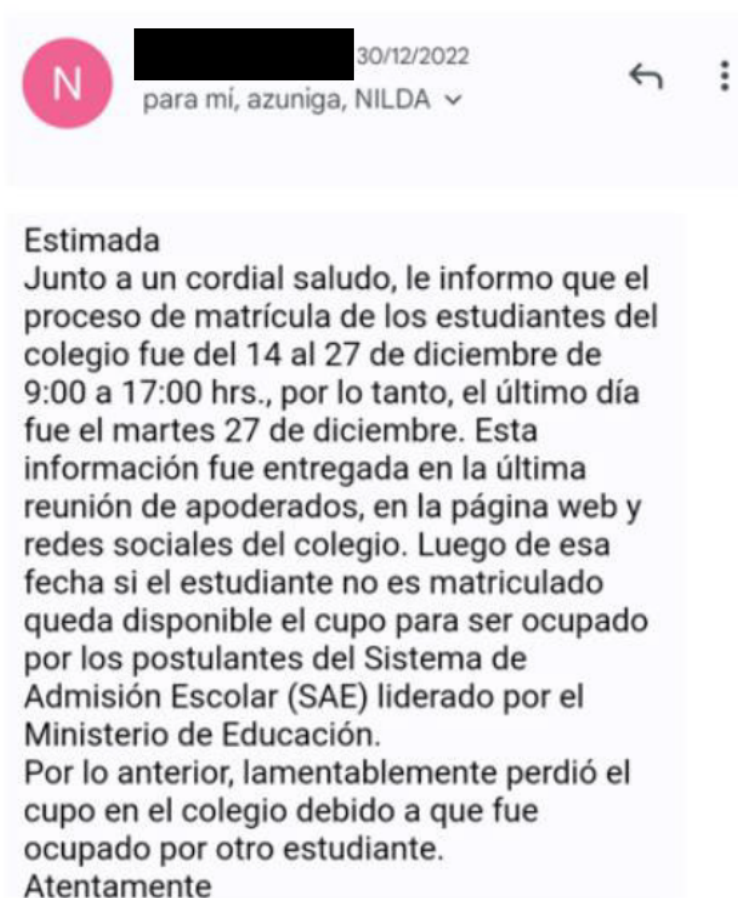 N
30/12/2022
para mí, azuniga, NILDA
Estimada
Junto a un cordial saludo, le informo que el
proceso de matrícula de los estudiantes del
colegio fue del 14 al 27 de diciembre de
9:00 a 17:00 hrs., por lo tanto, el último día
fue el martes 27 de diciembre. Esta
información fue entregada en la última
reunión de apoderados, en la página web y
redes sociales del colegio. Luego de esa
fecha si el estudiante no es matriculado
queda disponible el cupo para ser ocupado
por los postulantes del Sistema de
Admisión Escolar (SAE) liderado por el
Ministerio de Educación.
Por lo anterior, lamentablemente perdió el
cupo en el colegio debido a que fue
ocupado por otro estudiante.
Atentamente